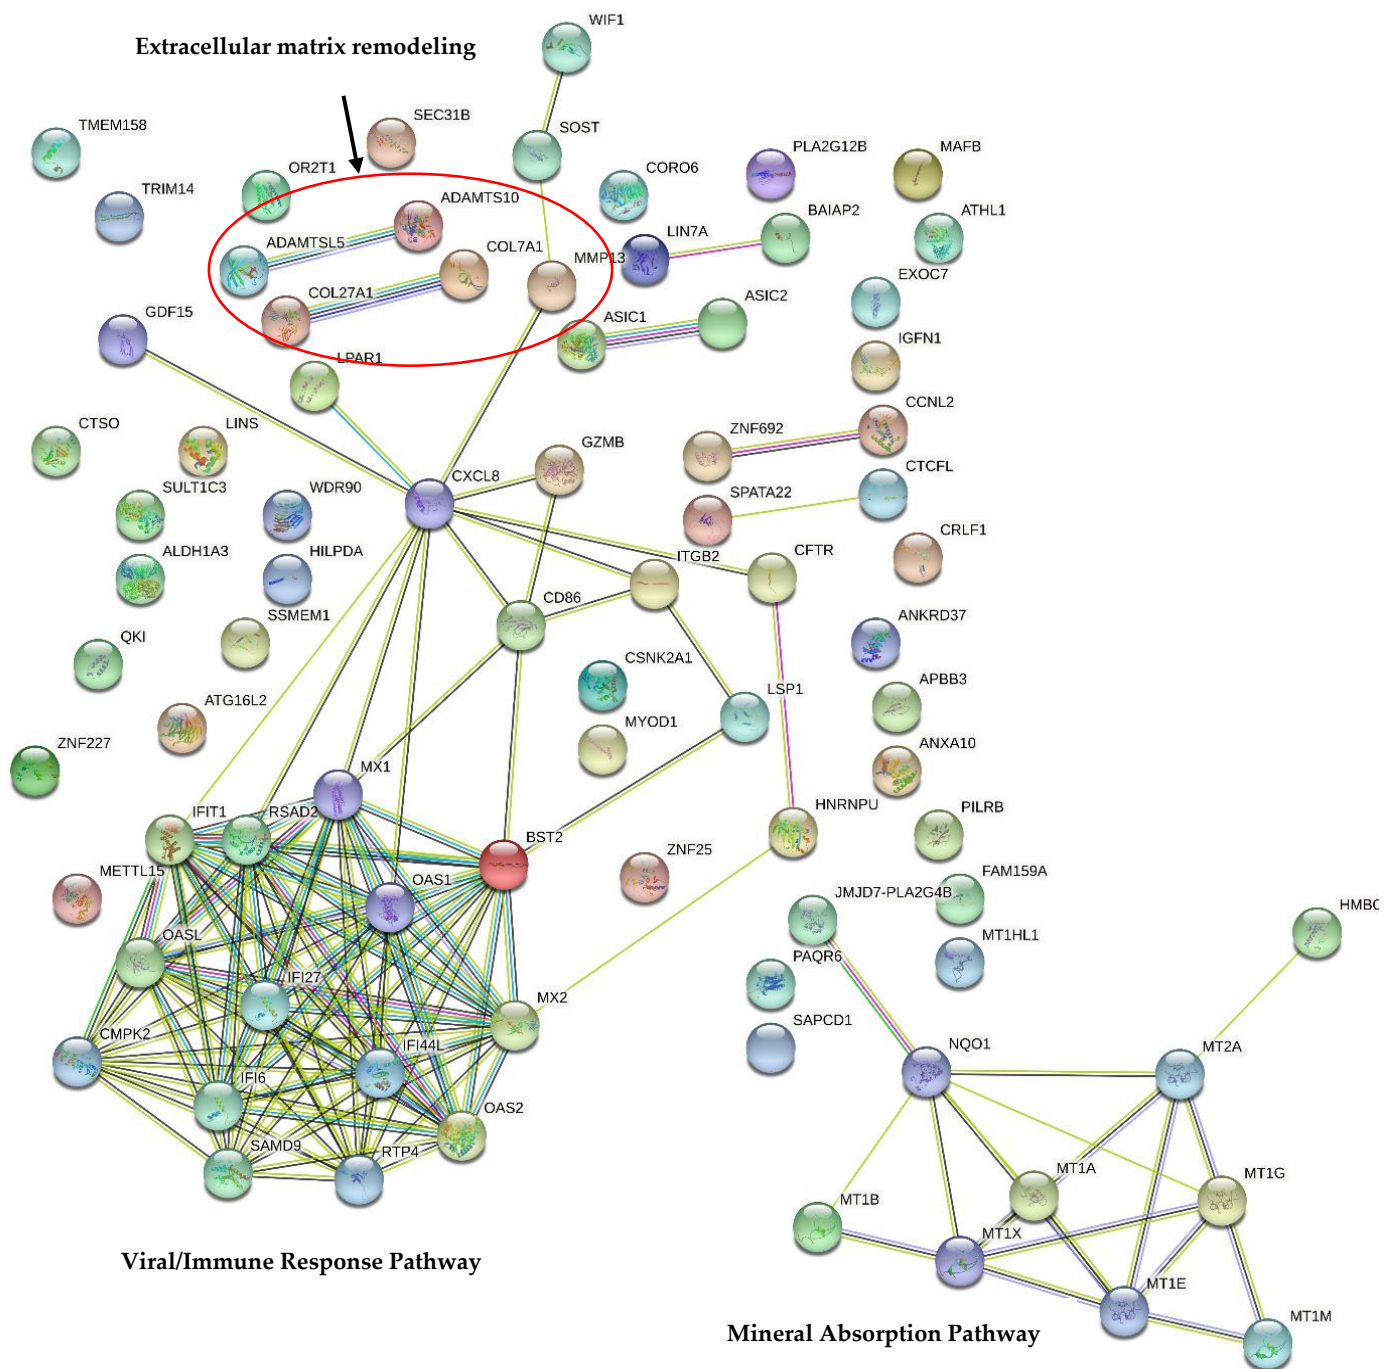 WIF1
Extracellular matrix remodeling
SEC31B
TMEM158
SOST
PLA2G12B
MAFB
OR2T1
CORO6
TRIM14
ADAMTS10
BAIAP2
ATHL1
ADAMTSL5
COL7A1
LIN7A
MMP13
EXOC7
COL27A1
ASIC2
GDF15
ASIC1
IGFN1
LPAR1
CCNL2
CTSO
LINS
GZMB
ZNF692
CXCL8
CTCFL
SULT1C3
WDR90
SPATA22
CRLF1
ALDH1A3
HILPDA
ITGB2
CFTR
CD86
SSMEM1
ANKRD37
QKI
CSNK2A1
APBB3
LSP1
ATG16L2
MYOD1
ZNF227
ANXA10
MX1
HNRNPU
IFIT1
RSAD2
PILRB
BST2
ZNF25
METTL15
FAM159A
OAS1
JMJD7-PLA2G4B
HMBC
OASL
MT1HL1
PAQR6
IFI27
MX2
SAPCD1
CMPK2
IFI44L
NQO1
MT2A
IFI6
OAS2
SAMD9
RTP4
MT1A
MT1G
MT1B
MT1X
Viral/Immune Response Pathway
MT1E
MT1M
Mineral Absorption Pathway